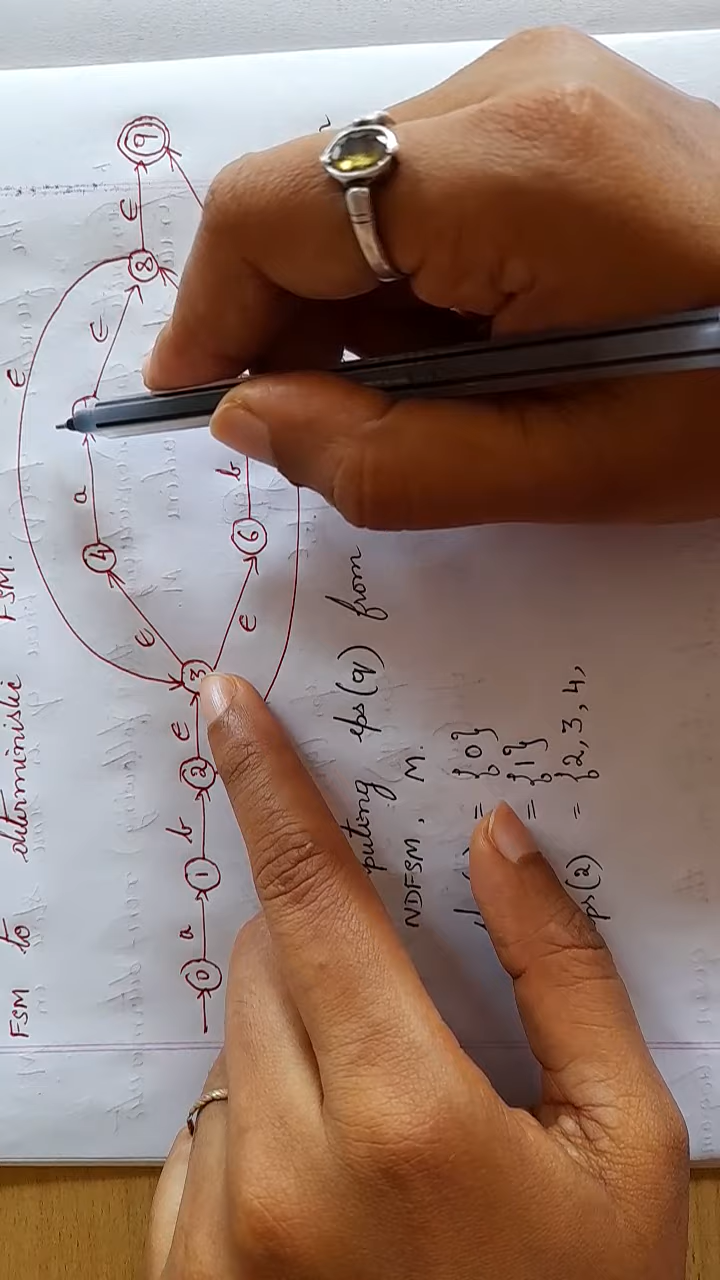 FSM to deterministic FSM.
ϵ
a
ϵ
9
ϵ
8
4
ϵ
0 a 1 b 2 ϵ 3
ϵ
6 b
puting eps(q) from
NDFSM, M.
= {0}
= {1}
eps(2) = {2, 3, 4,